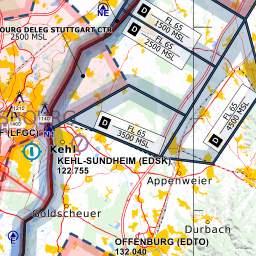 NE
OURG DELEG STUTTGART CTR
2500 MSL
D
FL 65
1500 MSL
D
FL 65
2500 MSL
FL 65
4500 MSL
D
FL 65
3500 MSL
1210
1140
F (LFGC)
N
Kehl
KEHL-SUNDHEIM (EDSK)
122.755
Appenweier
Goldscheuer
Durbach
OFFENBURG (EDTO)
132.040